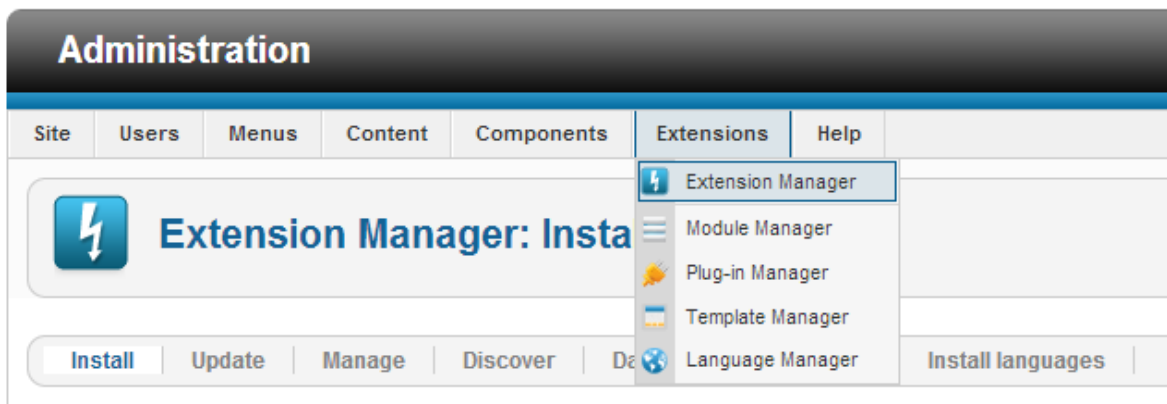 Administration
Site Users Menus Content Components Extensions Help
Extension Manager
Extension Manager: Insta
Module Manager
Plug-in Manager
Template Manager
Language Manager
Install Update Manage Discover Da Install languages